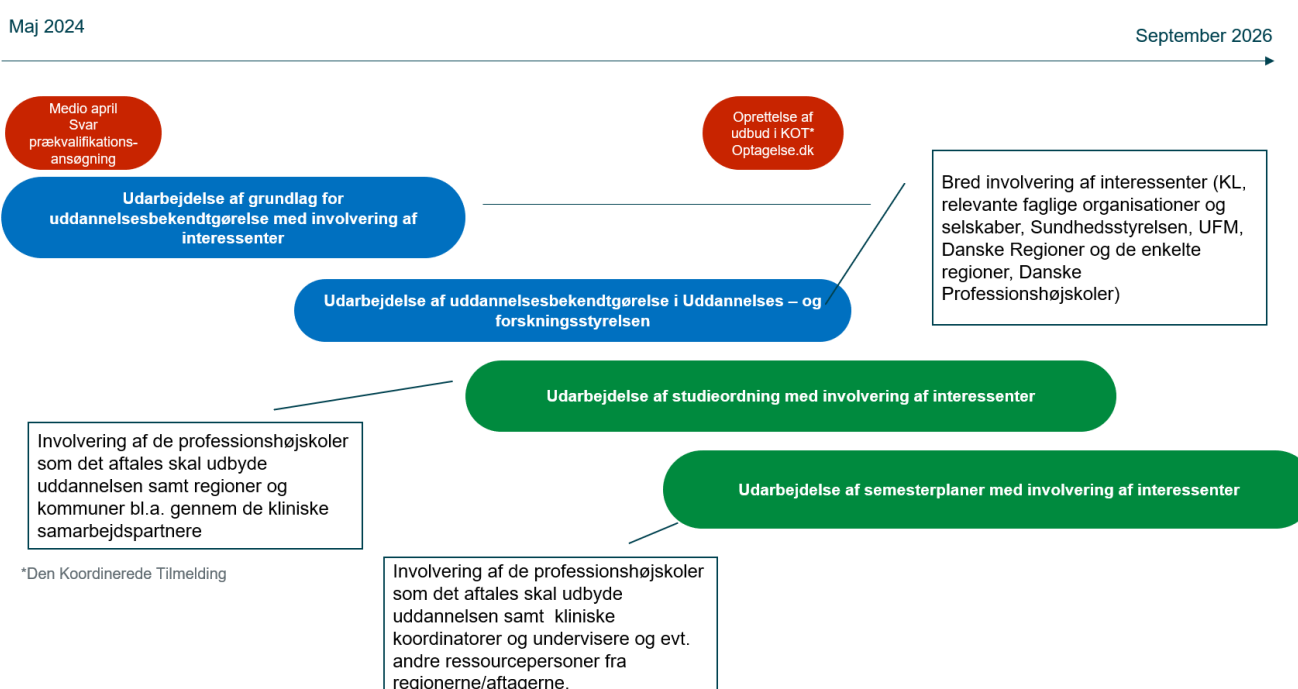 Maj 2024
September 2026
Medio april
Svar
prækvalifikations-
ansøgning
Oprettelse af
udbud i KOT*
Optagelse.dk
Udarbejdelse af grundlag for
uddannelsesbekendtgørelse med involvering af
interessenter
Bred involvering af interessenter (KL,
relevante faglige organisationer og
selskaber, Sundhedsstyrelsen, UFM,
Danske Regioner og de enkelte
regioner, Danske
Professionshøjskoler)
Udarbejdelse af uddannelsesbekendtgørelse i Uddannelses – og
forskningsstyrelsen
Udarbejdelse af studieordning med involvering af interessenter
Involvering af de professionshøjskoler
som det aftales skal udbyde
uddannelsen samt regioner og
kommuner bl.a. gennem de kliniske
samarbejdspartnere
Udarbejdelse af semesterplaner med involvering af interessenter
*Den Koordinerede Tilmelding
Involvering af de professionshøjskoler
som det aftales skal udbyde
uddannelsen samt  kliniske
koordinatorer og undervisere og evt.
andre ressourcepersoner fra
regionerne/aftagerne.